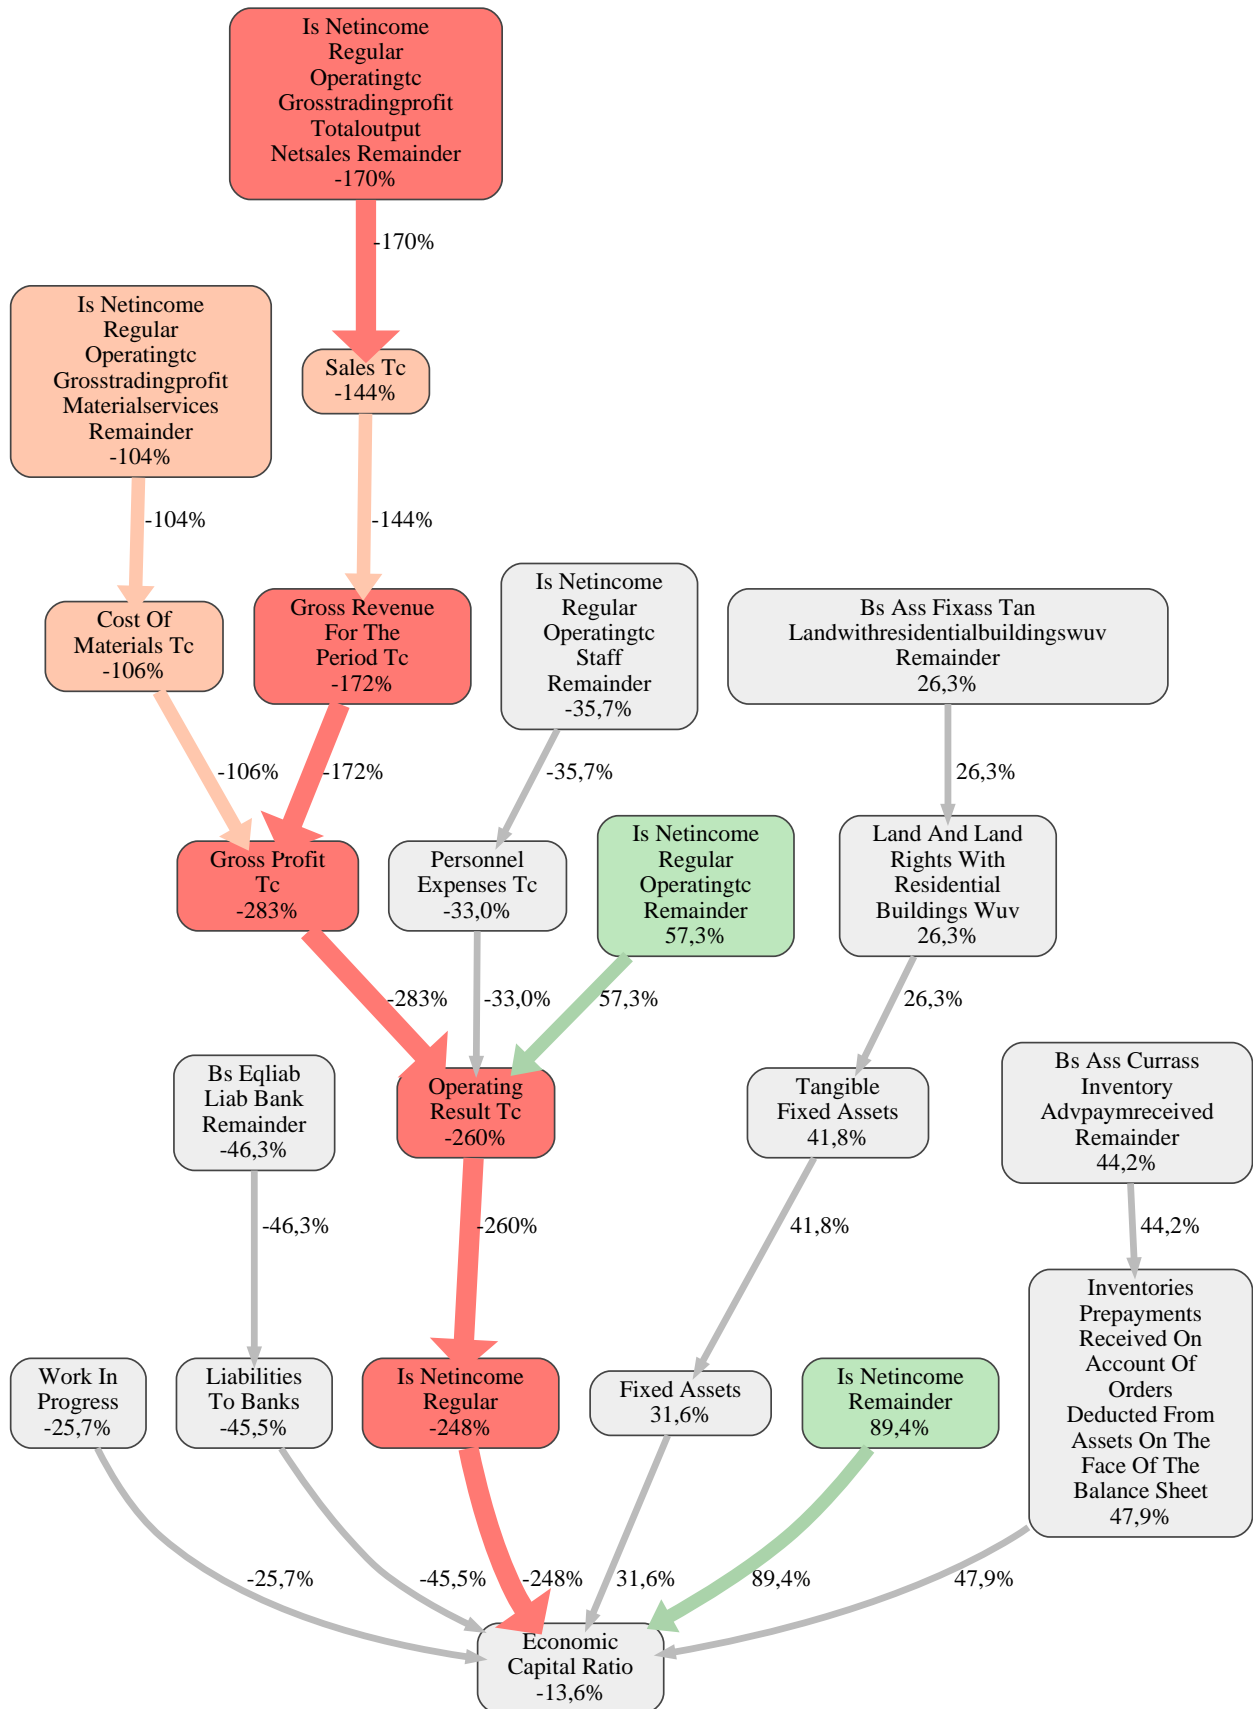 Is Netincome
Regular
Operatingtc
Grosstradingprofit
Totaloutput
Netsales Remainder
-170%
-170%
Is Netincome
Regular
Operatingtc
Grosstradingprofit
Materialservices
Remainder
-104%
Sales Tc
-144%
-104%
-144%
Cost Of
Materials Tc
-106%
Gross Revenue
For The
Period Tc
-172%
Is Netincome
Regular
Operatingtc
Staff
Remainder
-35,7%
Bs Ass Fixass Tan
Landwithresidentialbuildingswuv
Remainder
26,3%
-106%
-172%
-35,7%
26,3%
Gross Profit
Tc
-283%
Personnel
Expenses Tc
-33,0%
Is Netincome
Regular
Operatingtc
Remainder
57,3%
Land And Land
Rights With
Residential
Buildings Wuv
26,3%
-283%
-33,0%
57,3%
26,3%
Bs Eqliab
Liab Bank
Remainder
-46,3%
Operating
Result Tc
-260%
Tangible
Fixed Assets
41,8%
Bs Ass Currass
Inventory
Advpaymreceived
Remainder
44,2%
-46,3%
-260%
41,8%
44,2%
Work In
Progress
-25,7%
Liabilities
To Banks
-45,5%
Is Netincome
Regular
-248%
Fixed Assets
31,6%
Is Netincome
Remainder
89,4%
Inventories
Prepayments
Received On
Account Of
Orders
Deducted From
Assets On The
Face Of The
Balance Sheet
47,9%
-25,7%
-45,5%
-248%
31,6%
89,4%
47,9%
Economic
Capital Ratio
-13,6%